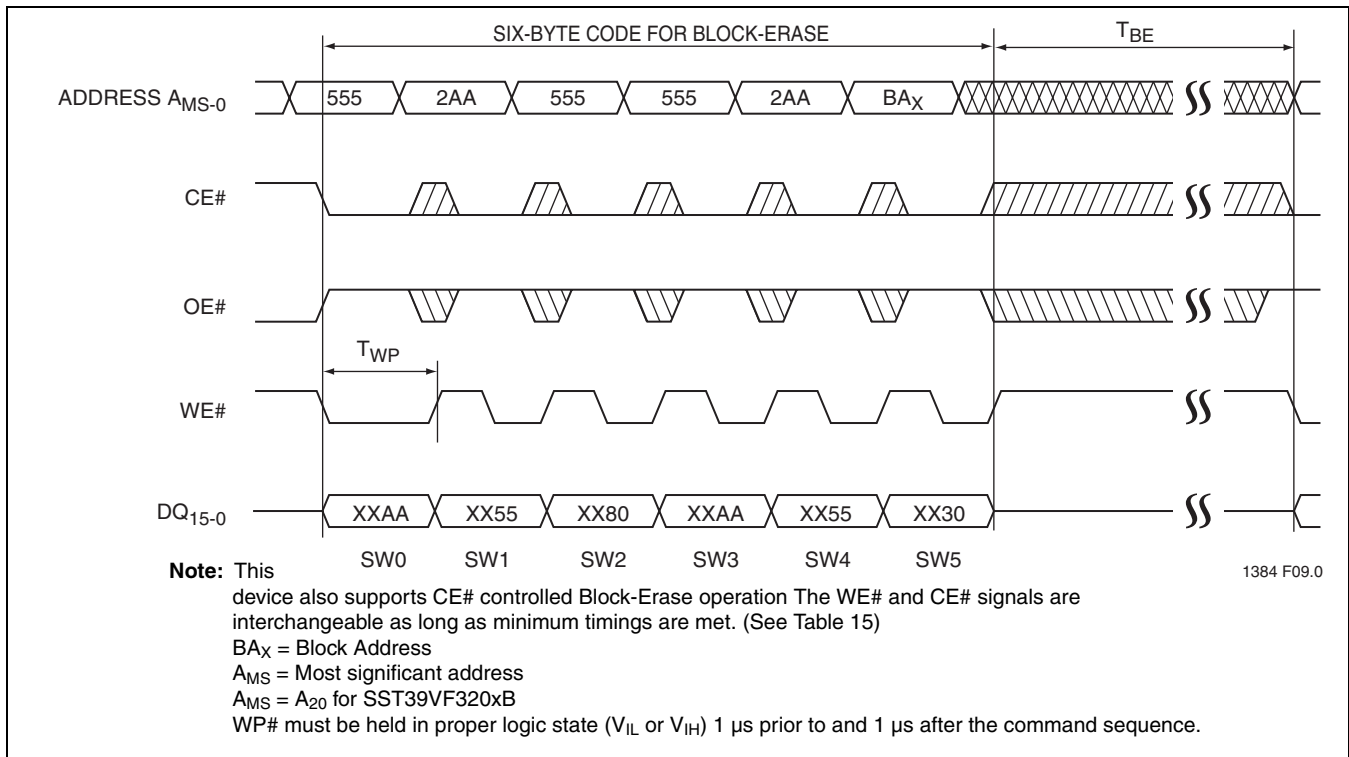 SIX-BYTE CODE FOR BLOCK-ERASE TBE
ADDRESS AMS-0 555 2AA 555 555 2AA BAX
CE#
OE#
TWP
WE#
DQ15-0 XXAA XX55 XX80 XXAA XX55 XX30
SW0 SW1 SW2 SW3 SW4 SW5
Note: This 1384 F09.0
device also supports CE# controlled Block-Erase operation The WE# and CE# signals are
interchangeable as long as minimum timings are met. (See Table 15)
BAX = Block Address
AMS = Most significant address
AMS = A20 for SST39VF320xB
WP# must be held in proper logic state (VIL or VIH) 1 µs prior to and 1 µs after the command sequence.